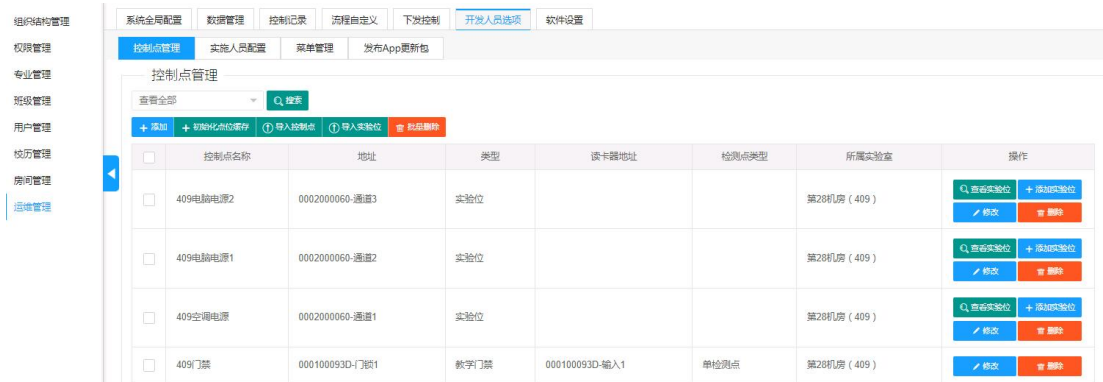 组织结构管理
权限管理
专业管理
班级管理
用户管理
校历管理
房间管理
运维管理
系统全局配置 数据管理 控制记录 流程自定义 下发控制 开发人员选项 软件设置
控制点管理 实施人员配置 菜单管理 发布App更新包
控制点管理
查看全部 搜索
+ 添加 + 初始化点位缓存 导入控制点 导入实验位 批量删除
控制点名称 地址 类型 读卡器地址 检测点类型 所属实验室 操作
409电脑电源2 0002000060-通道3 实验位 第28机房（409） 查看实验位 + 添加实验位
修改 删除
409电脑电源1 0002000060-通道2 实验位 第28机房（409） 查看实验位 + 添加实验位
修改 删除
409空调电源 0002000060-通道1 实验位 第28机房（409） 查看实验位 + 添加实验位
修改 删除
409门禁 000100093D-门锁1 教学门禁 000100093D-输入1 单检测点 第28机房（409） 修改 删除